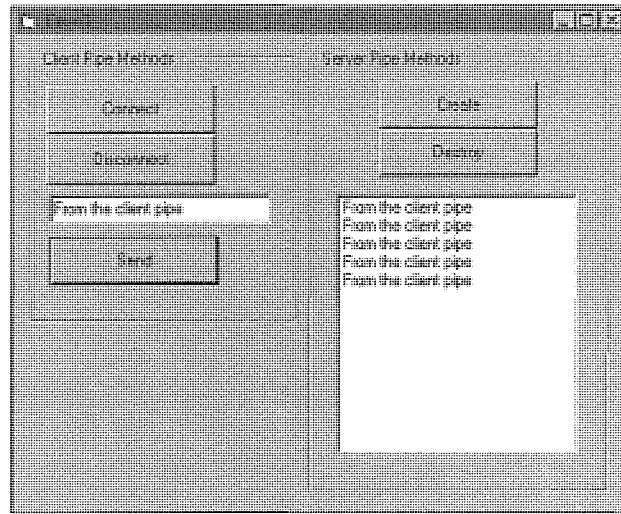 Client Pipe Methods
Connect
Disconnect
From the client pipe
Send
Server Pipe Methods
Create
Destroy
From the client pipe
From the client pipe
From the client pipe
From the client pipe
From the client pipe